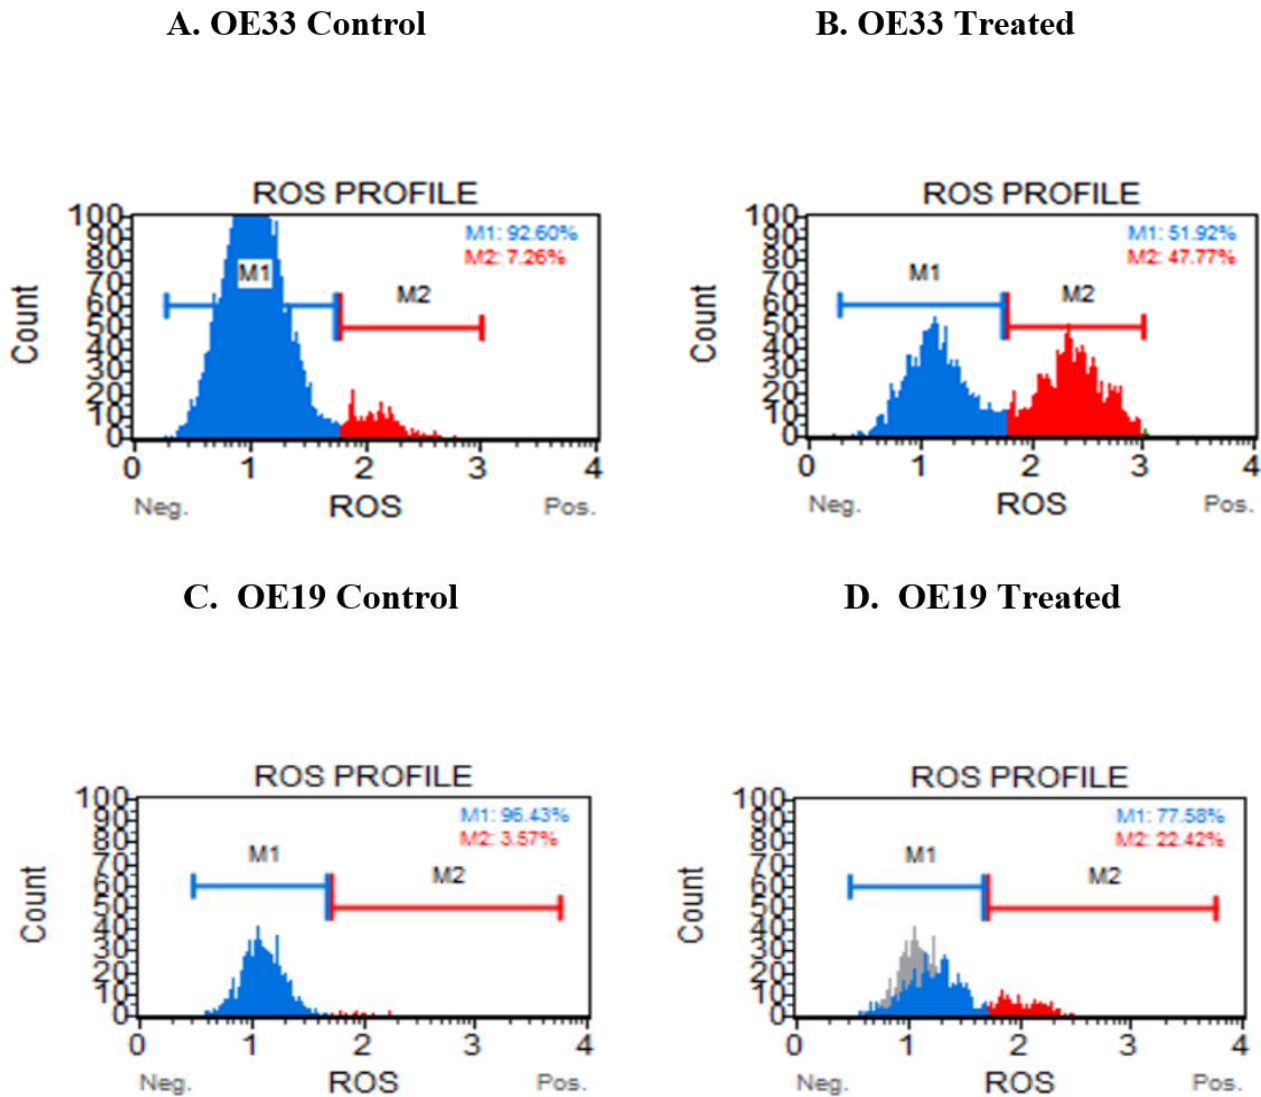 A. OE33 Control
B. OE33 Treated
ROS PROFILE
M1: 92.60%
M2: 7.26%
M1
M2
Count
100
90
80
70
60
50
40
30
20
10
0
0 1 2 3 4
Neg. ROS Pos.
ROS PROFILE
M1: 51.92%
M2: 47.77%
M1
M2
Count
100
90
80
70
60
50
40
30
20
10
0
0 1 2 3 4
Neg. ROS Pos.
C. OE19 Control
D. OE19 Treated
ROS PROFILE
M1: 96.43%
M2: 3.57%
M1
M2
Count
100
90
80
70
60
50
40
30
20
10
0
0 1 2 3 4
Neg. ROS Pos.
ROS PROFILE
M1: 77.58%
M2: 22.42%
M1
M2
Count
100
90
80
70
60
50
40
30
20
10
0
0 1 2 3 4
Neg. ROS Pos.